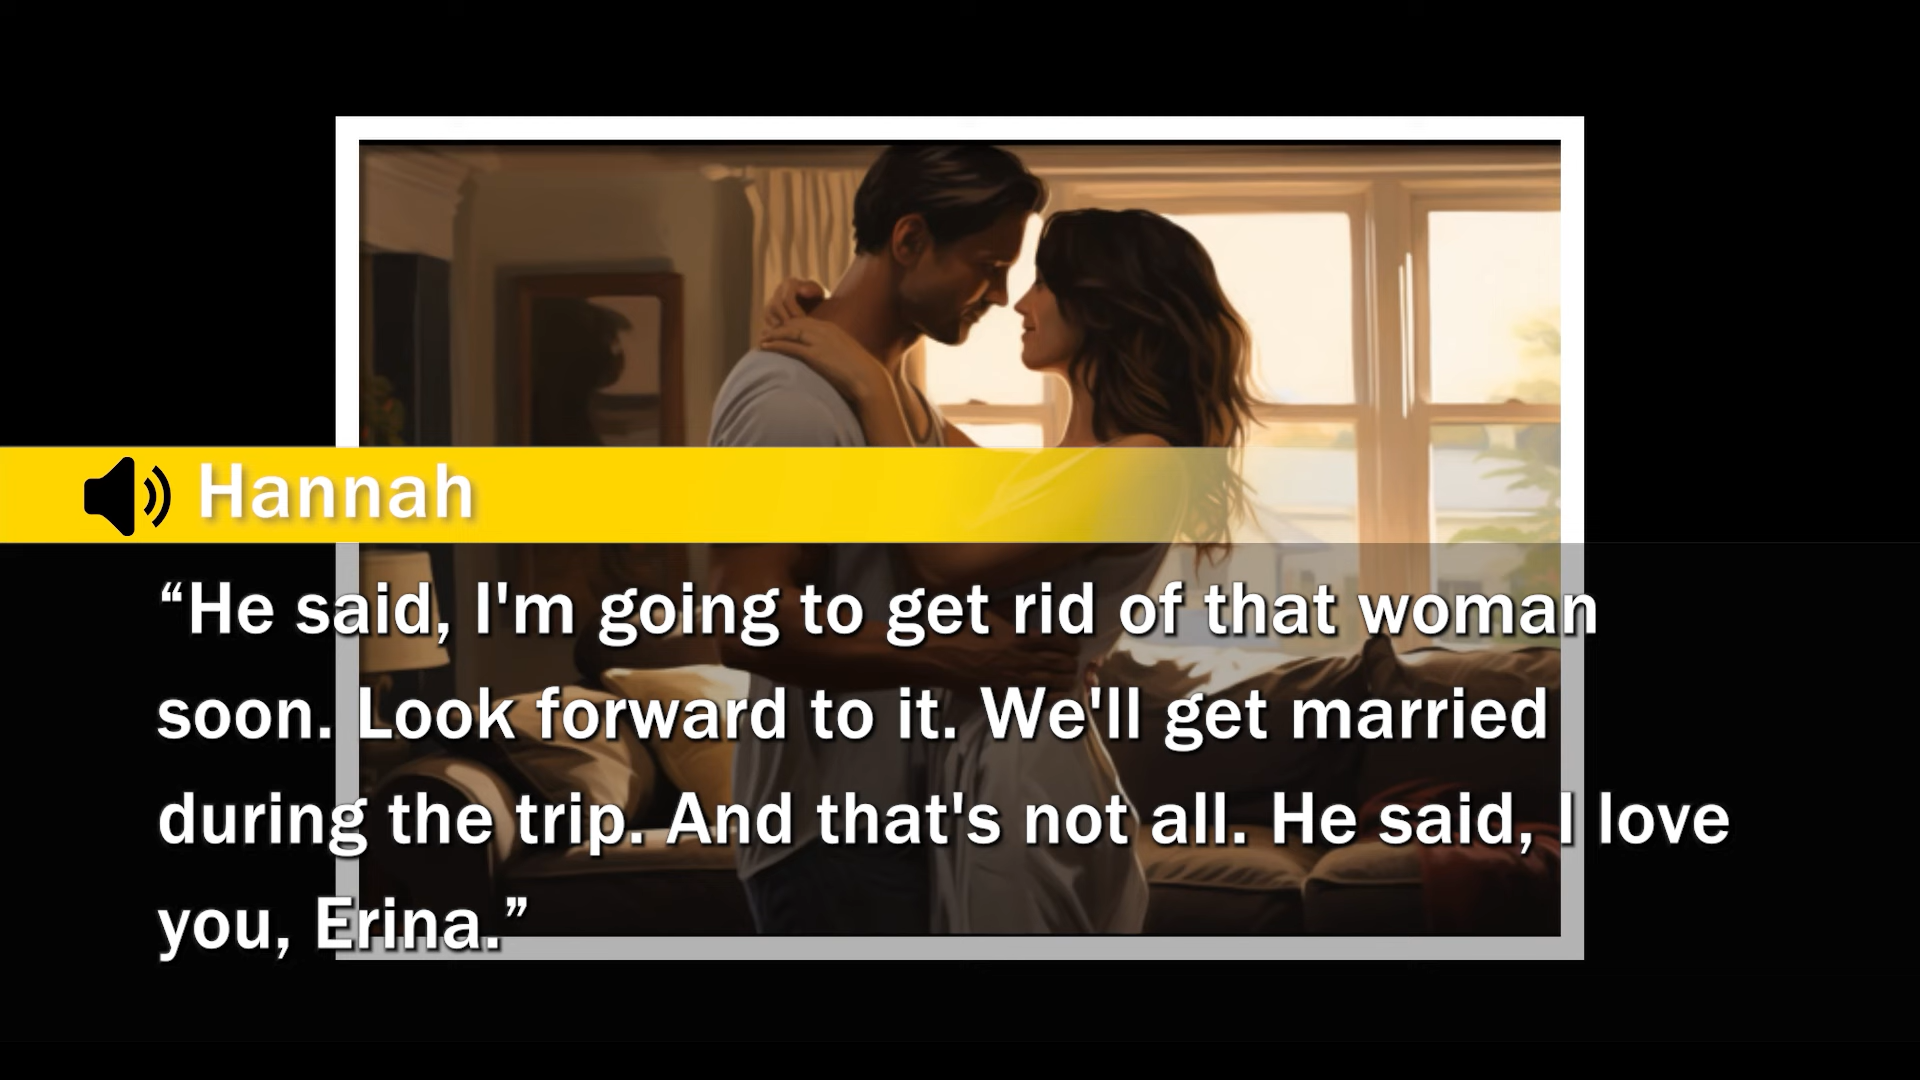 Hannah
“He said, I'm going to get rid of that woman
soon. Look forward to it. We'll get married
during the trip. And that's not all. He said, I love
you, Erina.”